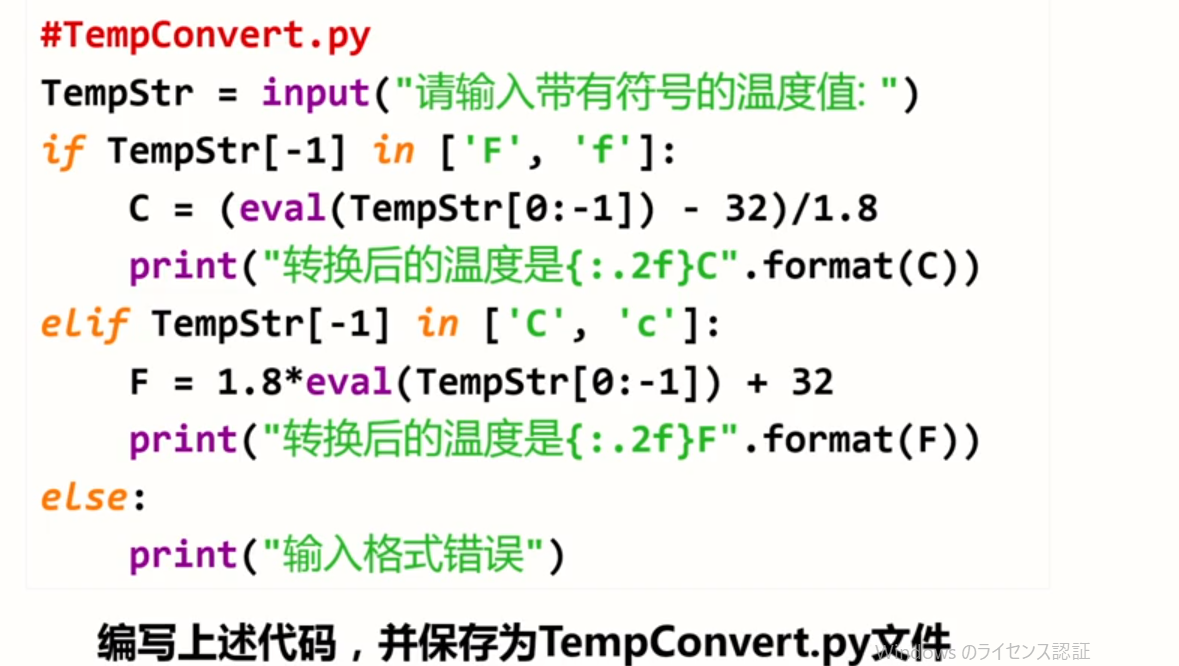 #TempConvert.py
TempStr = input("请输入带有符号的温度值: ")
if TempStr[-1] in ['F', 'f']:
    C = (eval(TempStr[0:-1]) - 32)/1.8
    print("转换后的温度是{:.2f}C".format(C))
elif TempStr[-1] in ['C', 'c']:
    F = 1.8*eval(TempStr[0:-1]) + 32
    print("转换后的温度是{:.2f}F".format(F))
else:
    print("输入格式错误")
编写上述代码，并保存为TempConvert.py文件
Windows のライセンス認証